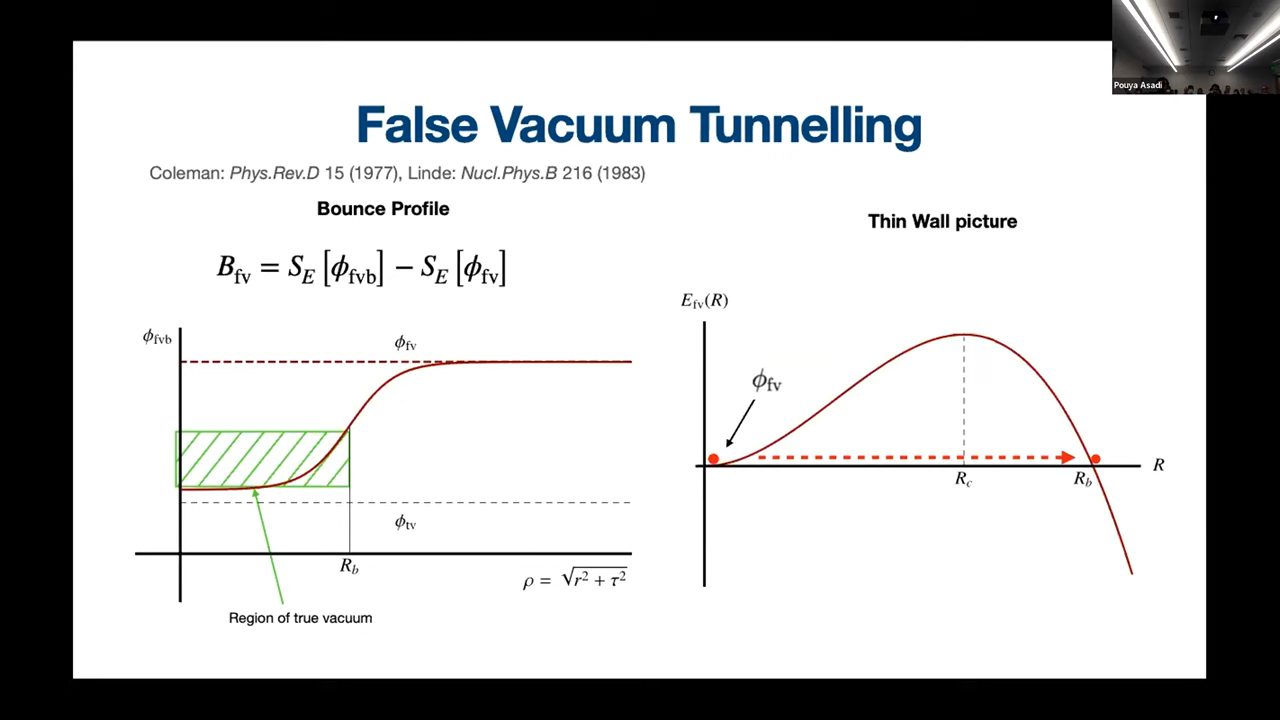 Pouya Asadi
False Vacuum Tunnelling
Coleman: Phys.Rev.D 15 (1977), Linde: Nucl.Phys.B 216 (1983)
Bounce Profile
B_fv = S_E [ϕ_fvb] − S_E [ϕ_fv]
ϕ_fvb
ϕ_fv
ϕ_tv
R_b
ρ = √(r² + τ²)
Region of true vacuum
Thin Wall picture
E_fv(R)
ϕ_fv
R_c
R_b
R